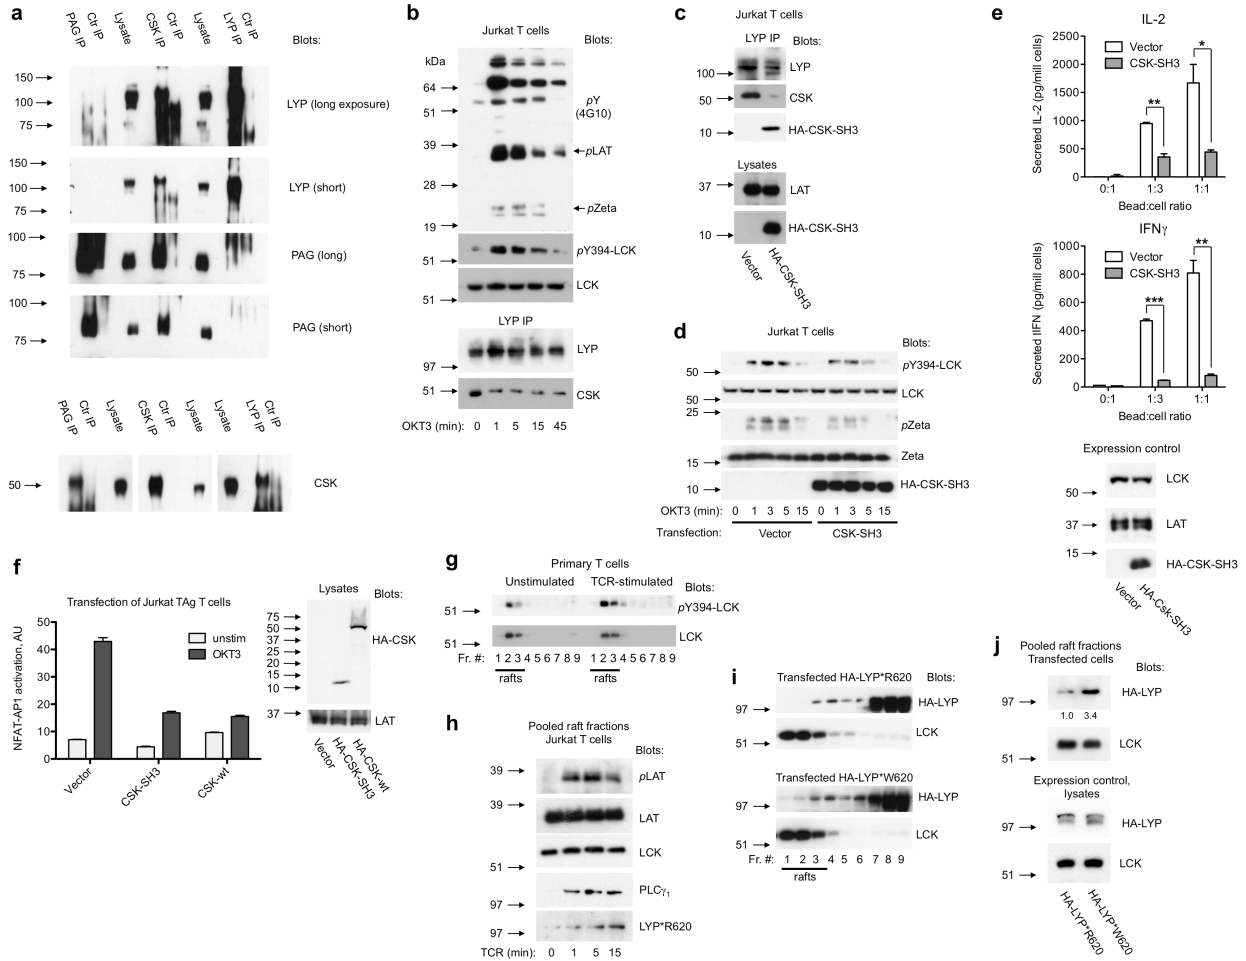 a
PAG IP
Ctr IP
Lysate
CSK IP
Ctr IP
Lysate
LYP IP
Ctr IP
Blots:
150
100
75
LYP (long exposure)
150
100
75
LYP (short)
100
75
PAG (long)
100
75
PAG (short)
PAG IP
Ctr IP
Lysate
CSK IP
Ctr IP
Lysate
LYP IP
Ctr IP
50
CSK
b
Jurkat T cells
Blots:
kDa
64
51
39
28
19
pY
(4G10)
pLAT
pZeta
51
pY394-LCK
51
LCK
LYP IP
97
LYP
51
CSK
OKT3 (min): 0 1 5 15 45
c
Jurkat T cells
LYP IP
Blots:
100
LYP
50
CSK
10
HA-CSK-SH3
Lysates
37
LAT
10
HA-CSK-SH3
Vector
HA-CSK-SH3
d
Jurkat T cells
Blots:
50
pY394-LCK
50
LCK
25
pZeta
15
Zeta
10
HA-CSK-SH3
OKT3 (min): 0 1 3 5 15 0 1 3 5 15
Transfection: Vector CSK-SH3
e
IL-2
Secreted IL-2 (pg/mill cells)
2500
2000
1500
1000
500
0
Vector
CSK-SH3
**
*
0:1 1:3 1:1
Bead:cell ratio
IFNγ
Secreted IIFN (pg/mill cells)
1000
800
600
400
200
0
Vector
CSK-SH3
***
**
0:1 1:3 1:1
Bead:cell ratio
Expression control
50
LCK
37
LAT
15
HA-CSK-SH3
Vector
HA-Csk-SH3
f
Transfection of Jurkat TAg T cells
NFAT-AP1 activation, AU
50
40
30
20
10
0
unstim
OKT3
Vector
CSK-SH3
CSK-wt
Lysates
Blots:
75
50
37
25
20
15
10
HA-CSK
37
LAT
Vector
HA-CSK-SH3
HA-CSK-wt
g
Primary T cells
Unstimulated TCR-stimulated
Blots:
51
pY394-LCK
51
LCK
Fr. #: 1 2 3 4 5 6 7 8 9 1 2 3 4 5 6 7 8 9
rafts rafts
h
Pooled raft fractions
Jurkat T cells
Blots:
39
pLAT
39
LAT
51
LCK
97
PLCγ1
97
LYP*R620
TCR (min): 0 1 5 15
i
Transfected HA-LYP*R620
Blots:
97
HA-LYP
51
LCK
Transfected HA-LYP*W620
97
HA-LYP
51
LCK
Fr. #: 1 2 3 4 5 6 7 8 9
rafts
j
Pooled raft fractions
Transfected cells
Blots:
97
HA-LYP
1.0 3.4
51
LCK
Expression control,
lysates
97
HA-LYP
51
LCK
HA-LYP*R620
HA-LYP*W620